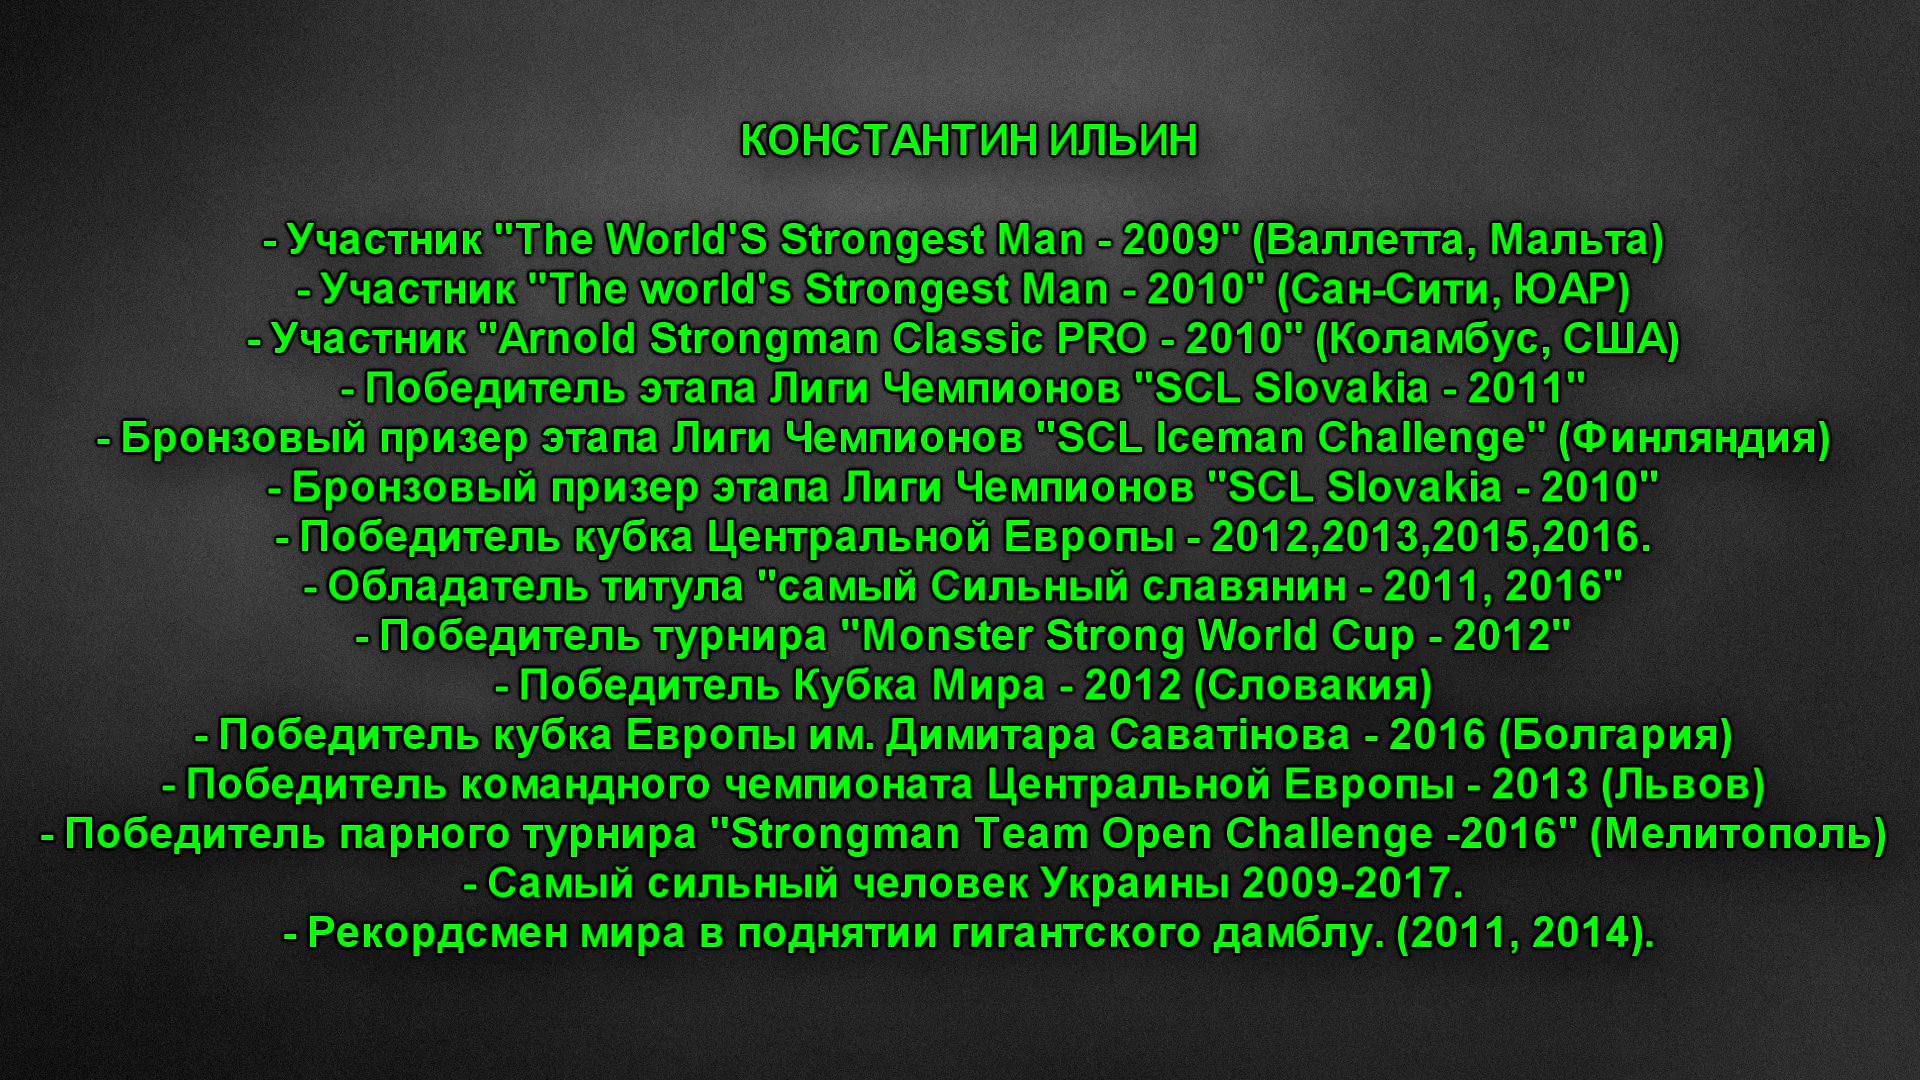 КОНСТАНТИН ИЛЬИН
- Участник "The World'S Strongest Man - 2009" (Валлетта, Мальта)
- Участник "The world's Strongest Man - 2010" (Сан-Сити, ЮАР)
- Участник "Arnold Strongman Classic PRO - 2010" (Коламбус, США)
- Победитель этапа Лиги Чемпионов "SCL Slovakia - 2011"
- Бронзовый призер этапа Лиги Чемпионов "SCL Iceman Challenge" (Финляндия)
- Бронзовый призер этапа Лиги Чемпионов "SCL Slovakia - 2010"
- Победитель кубка Центральной Европы - 2012,2013,2015,2016.
- Обладатель титула "самый Сильный славянин - 2011, 2016"
- Победитель турнира "Monster Strong World Cup - 2012"
- Победитель Кубка Мира - 2012 (Словакия)
- Победитель кубка Европы им. Димитара Саватінова - 2016 (Болгария)
- Победитель командного чемпионата Центральной Европы - 2013 (Львов)
- Победитель парного турнира "Strongman Team Open Challenge -2016" (Мелитополь)
- Самый сильный человек Украины 2009-2017.
- Рекордсмен мира в поднятии гигантского дамблу. (2011, 2014).